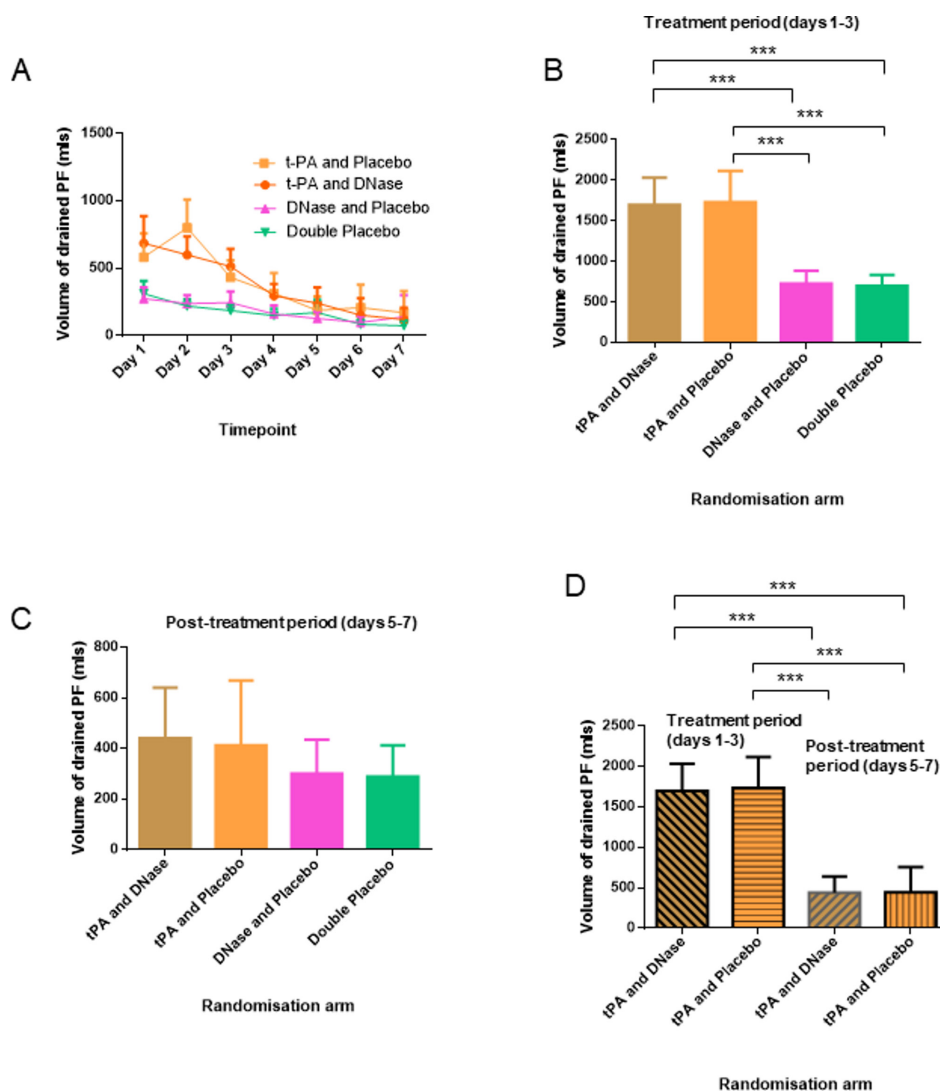 A
Volume of drained PF (mls)
1500
1000
500
0
t-PA and Placebo
t-PA and DNase
DNase and Placebo
Double Placebo
Day 1
Day 2
Day 3
Day 4
Day 5
Day 6
Day 7
Timepoint
B
Treatment period (days 1-3)
***
***
***
***
Volume of drained PF (mls)
2500
2000
1500
1000
500
0
tPA and DNase
tPA and Placebo
DNase and Placebo
Double Placebo
Randomisation arm
C
Post-treatment period (days 5-7)
Volume of drained PF (mls)
800
600
400
200
0
tPA and DNase
tPA and Placebo
DNase and Placebo
Double Placebo
Randomisation arm
D
***
***
***
***
Volume of drained PF (mls)
2500
2000
1500
1000
500
0
Treatment period
(days 1-3)
Post-treatment
period (days 5-7)
tPA and DNase
tPA and Placebo
tPA and DNase
tPA and Placebo
Randomisation arm